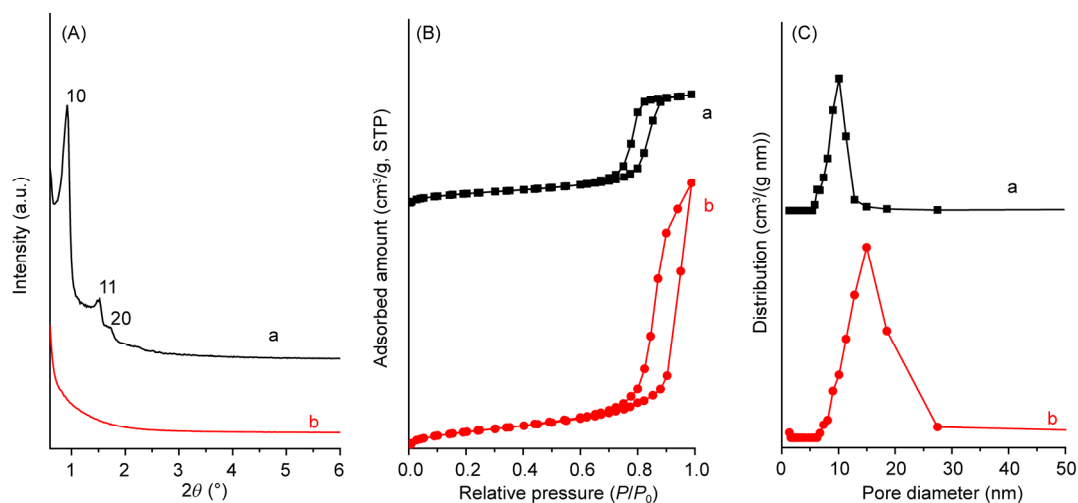 (A)
10
11
20
a
b
Intensity (a.u.)
1 2 3 4 5 6
2θ (°)
(B)
a
b
Adsorbed amount (cm³/g, STP)
0.0 0.2 0.4 0.6 0.8 1.0
Relative pressure (P/P₀)
(C)
a
b
Distribution (cm³/(g nm))
0 10 20 30 40 50
Pore diameter (nm)